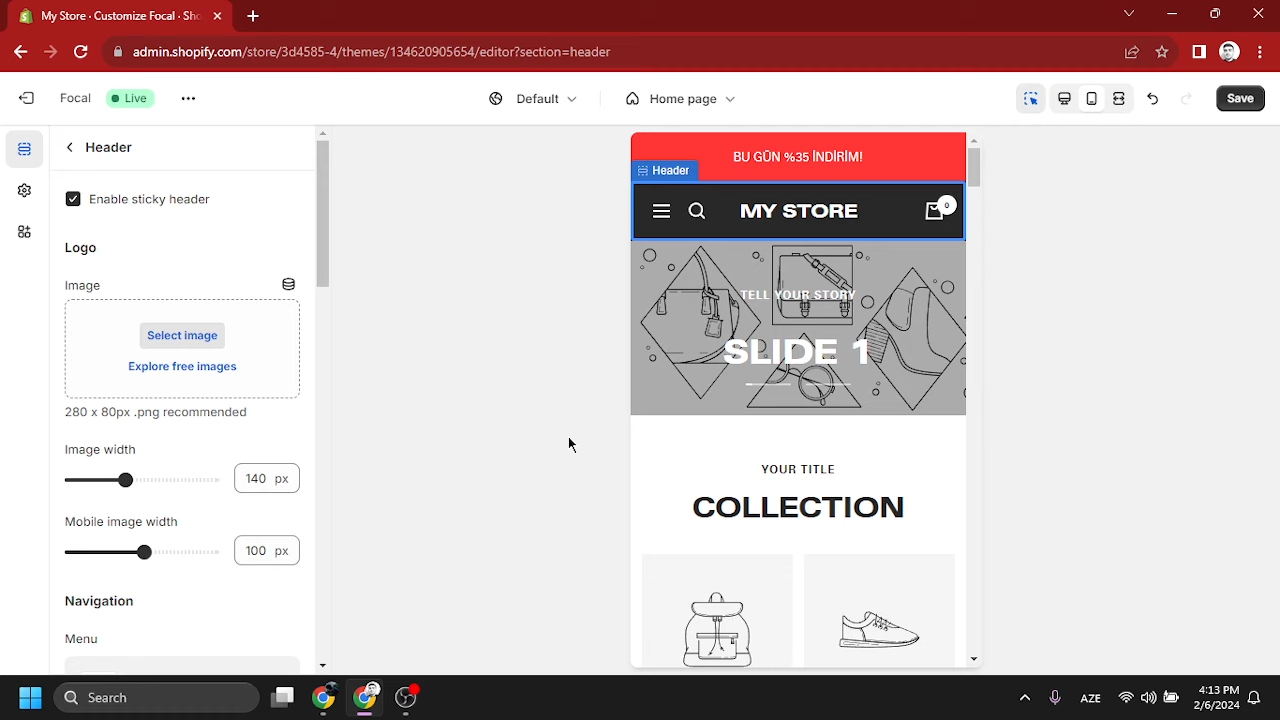 My Store · Customize Focal · Sho
admin.shopify.com/store/3d4585-4/themes/134620905654/editor?section=header
Focal
Live
Default
Home page
Save
Header
Enable sticky header
Logo
Image
Select image
Explore free images
280 x 80px .png recommended
Image width
140 px
Mobile image width
100 px
Navigation
Menu
BU GÜN %35 İNDİRİM!
Header
MY STORE
0
TELL YOUR STORY
SLIDE 1
YOUR TITLE
COLLECTION
Search
AZE
4:13 PM
2/6/2024